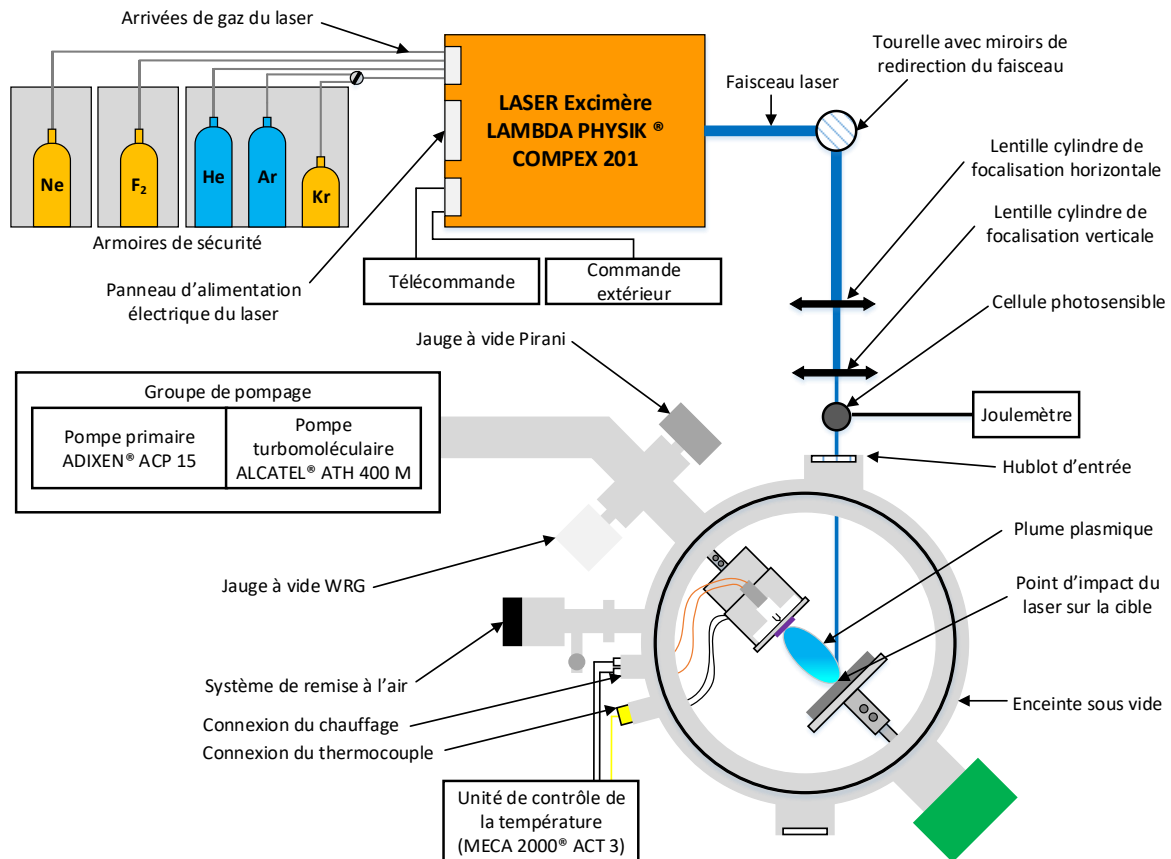 Arrivées de gaz du laser
Tourelle avec miroirs de
redirection du faisceau
Faisceau laser
LASER Excimère
LAMBDA PHYSIK ®
COMPEX 201
Ne
F2
He
Ar
Kr
Armoires de sécurité
Lentille cylindre de
focalisation horizontale
Lentille cylindre de
focalisation verticale
Télécommande
Commande
extérieur
Panneau d'alimentation
électrique du laser
Cellule photosensible
Jauge à vide Pirani
Groupe de pompage
Pompe primaire
ADIXEN® ACP 15
Pompe
turbomoléculaire
ALCATEL® ATH 400 M
Joulemètre
Hublot d'entrée
Plume plasmique
Jauge à vide WRG
Point d'impact du
laser sur la cible
Système de remise à l'air
Enceinte sous vide
Connexion du chauffage
Connexion du thermocouple
Unité de contrôle de
la température
(MECA 2000® ACT 3)